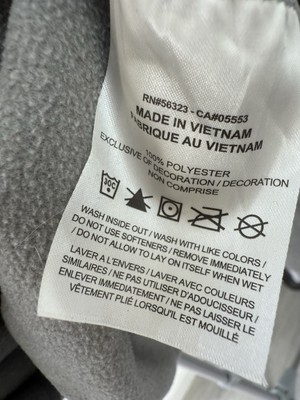 RN#56323 - CA#05553
MADE IN VIETNAM
FABRIQUE AU VIETNAM
100% POLYESTER
EXCLUSIVE OF DECORATION / DECORATION
NON COMPRISE
30C
WASH INSIDE OUT / WASH WITH LIKE COLORS /
DO NOT USE SOFTENERS / REMOVE IMMEDIATELY
/ DO NOT ALLOW TO LAY ON ITSELF WHEN WET
LAVER A L'ENVERS / LAVER AVEC COULEURS
SIMILAIRES / NE PAS UTILISER D'ADOUCISSEUR /
ENLEVER IMMEDIATEMENT / NE PAS LAISSER LE
VÊTEMENT PLIÉ LORSQU'IL EST MOUILLÉ